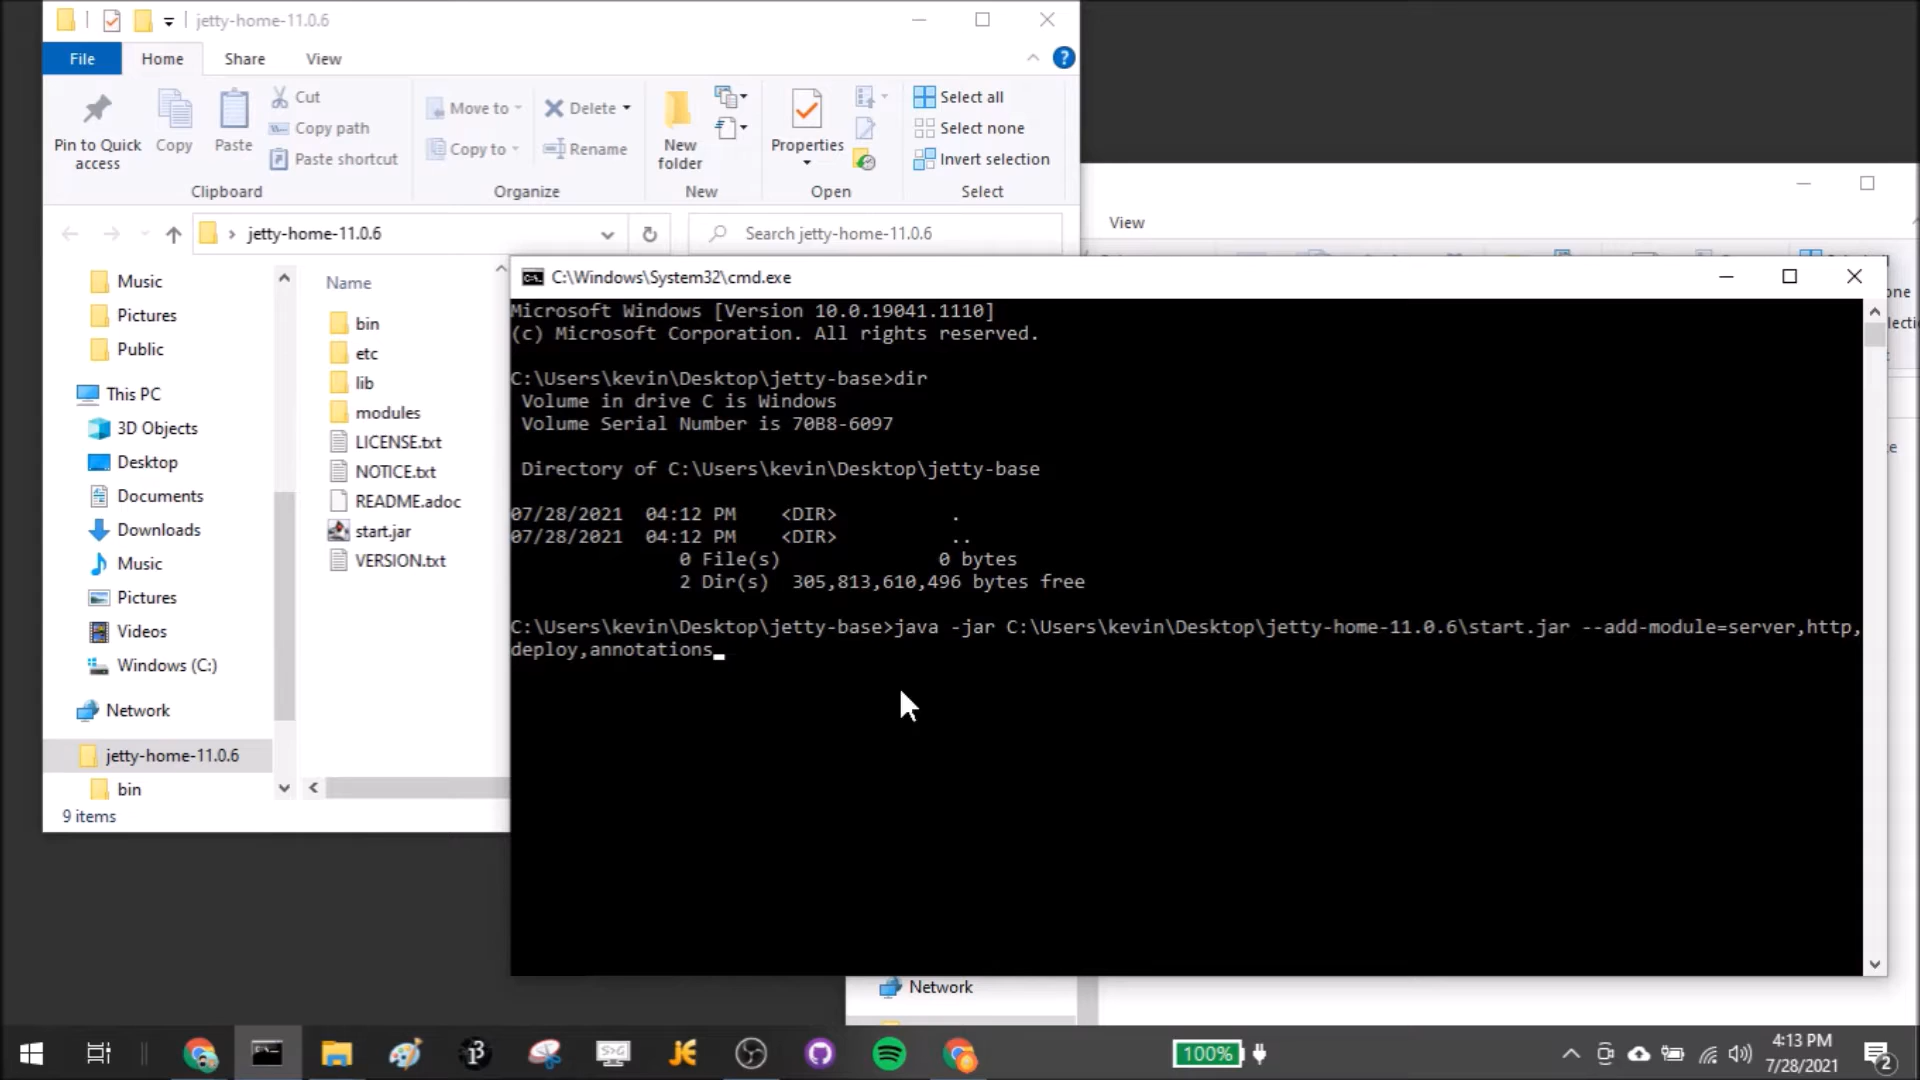 jetty-home-11.0.6
File Home Share View
Pin to Quick access
Copy
Paste
Cut
Copy path
Paste shortcut
Clipboard
Move to
Copy to
Delete
Rename
Organize
New folder
New
Properties
Open
Select all
Select none
Invert selection
Select
jetty-home-11.0.6
Search jetty-home-11.0.6
View
Music
Pictures
Public
This PC
3D Objects
Desktop
Documents
Downloads
Music
Pictures
Videos
Windows (C:)
Network
jetty-home-11.0.6
bin
9 items
Name
bin
etc
lib
modules
LICENSE.txt
NOTICE.txt
README.adoc
start.jar
VERSION.txt
C:\Windows\System32\cmd.exe
Microsoft Windows [Version 10.0.19041.1110]
(c) Microsoft Corporation. All rights reserved.
C:\Users\kevin\Desktop\jetty-base>dir
Volume in drive C is Windows
Volume Serial Number is 70B8-6097
Directory of C:\Users\kevin\Desktop\jetty-base
07/28/2021 04:12 PM <DIR> .
07/28/2021 04:12 PM <DIR> ..
0 File(s) 0 bytes
2 Dir(s) 305,813,610,496 bytes free
C:\Users\kevin\Desktop\jetty-base>java -jar C:\Users\kevin\Desktop\jetty-home-11.0.6\start.jar --add-module=server,http,
deploy,annotations
Network
100%
4:13 PM
7/28/2021
2